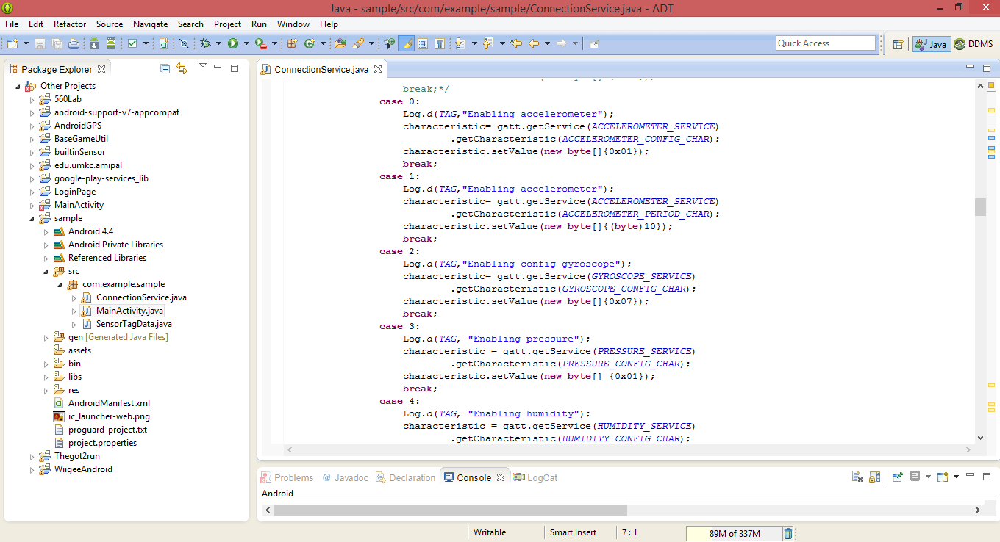 Java - sample/src/com/example/sample/ConnectionService.java - ADT
File Edit Refactor Source Navigate Search Project Run Window Help
Quick Access
Java
DDMS
Package Explorer
Other Projects
560Lab
android-support-v7-appcompat
AndroidGPS
BaseGameUtil
builtinSensor
edu.umkc.amipal
google-play-services_lib
LoginPage
MainActivity
sample
Android 4.4
Android Private Libraries
Referenced Libraries
src
com.example.sample
ConnectionService.java
MainActivity.java
SensorTagData.java
gen [Generated Java Files]
assets
bin
libs
res
AndroidManifest.xml
ic_launcher-web.png
proguard-project.txt
project.properties
Thegot2run
WiigeeAndroid
ConnectionService.java
break;*/
case 0:
Log.d(TAG,"Enabling accelerometer");
characteristic= gatt.getService(ACCELEROMETER_SERVICE)
.getCharacteristic(ACCELEROMETER_CONFIG_CHAR);
characteristic.setValue(new byte[]{0x01});
break;
case 1:
Log.d(TAG,"Enabling accelerometer");
characteristic= gatt.getService(ACCELEROMETER_SERVICE)
.getCharacteristic(ACCELEROMETER_PERIOD_CHAR);
characteristic.setValue(new byte[]{(byte)10});
break;
case 2:
Log.d(TAG,"Enabling config gyroscope");
characteristic= gatt.getService(GYROSCOPE_SERVICE)
.getCharacteristic(GYROSCOPE_CONFIG_CHAR);
characteristic.setValue(new byte[]{0x07});
break;
case 3:
Log.d(TAG, "Enabling pressure");
characteristic = gatt.getService(PRESSURE_SERVICE)
.getCharacteristic(PRESSURE_CONFIG_CHAR);
characteristic.setValue(new byte[] {0x01});
break;
case 4:
Log.d(TAG, "Enabling humidity");
characteristic = gatt.getService(HUMIDITY_SERVICE)
.getCharacteristic(HUMIDITY_CONFIG_CHAR);
Problems @ Javadoc Declaration Console LogCat
Android
Writable Smart Insert 7 : 1 89M of 337M